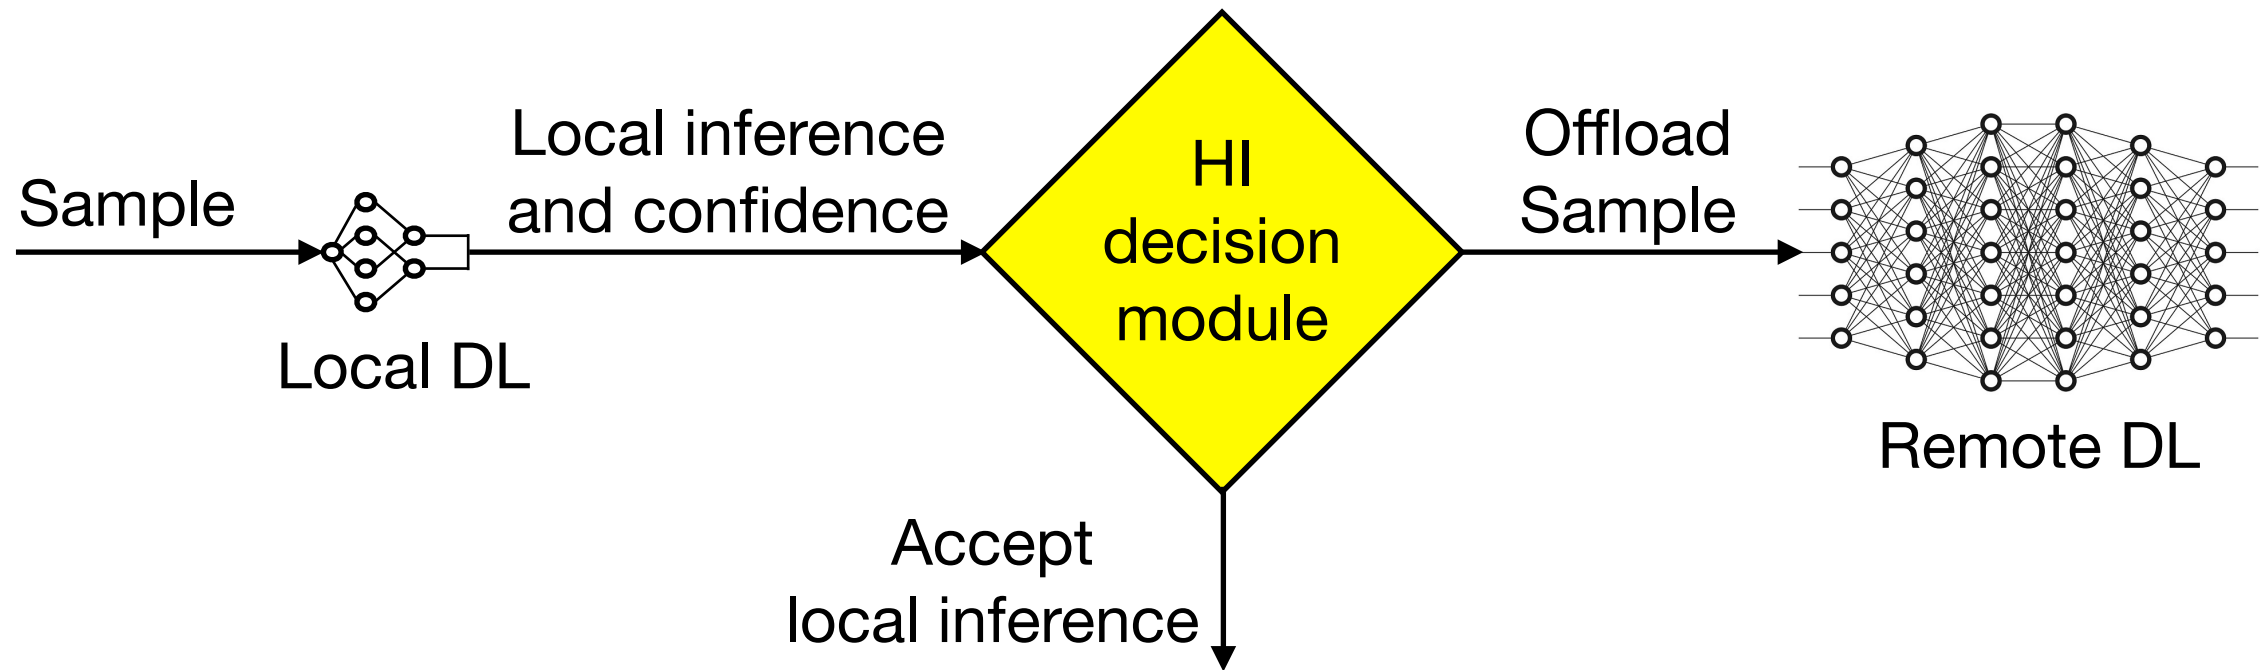 Sample
Local DL
Local inference
and confidence
HI
decision
module
Offload
Sample
Remote DL
Accept
local inference